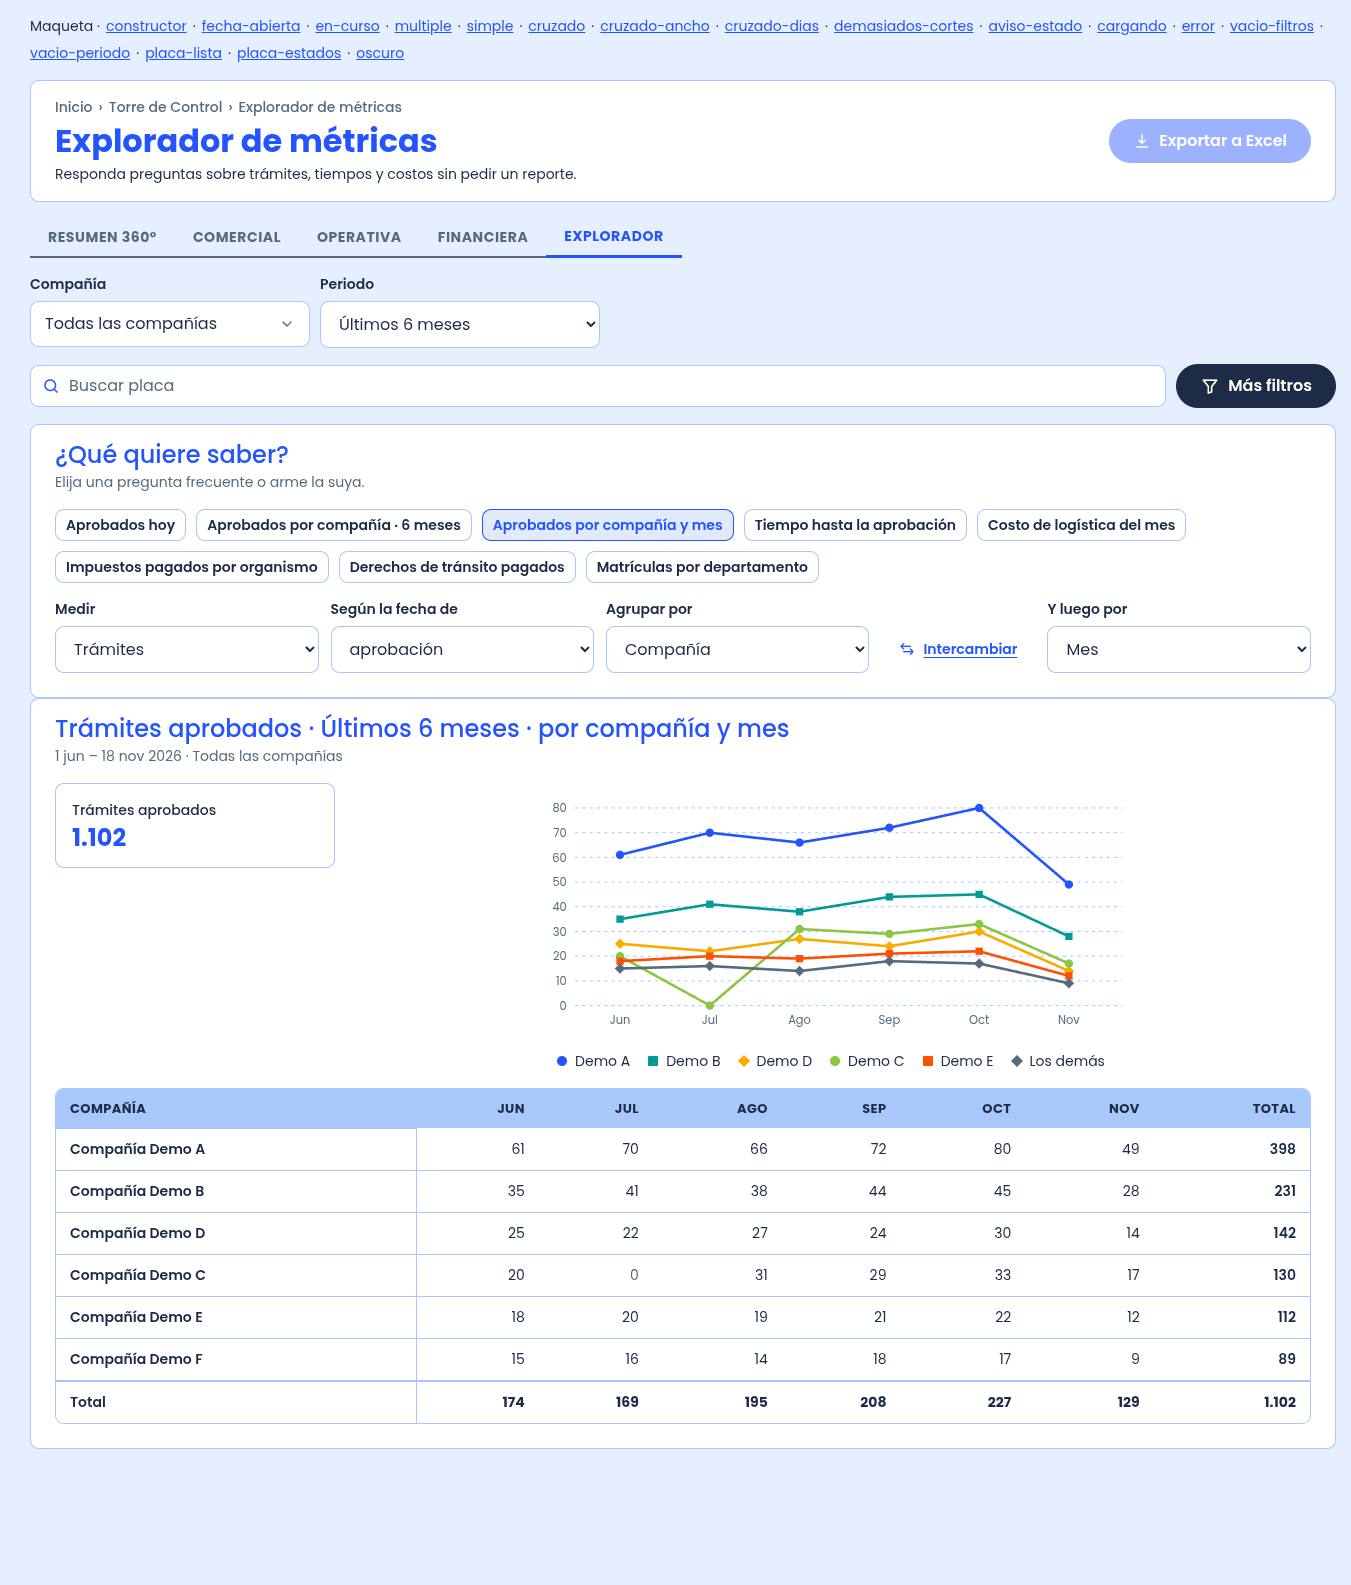 Maqueta · constructor · fecha-abierta · en-curso · multiple · simple · cruzado · cruzado-ancho · cruzado-dias · demasiados-cortes · aviso-estado · cargando · error · vacio-filtros ·
vacio-periodo · placa-lista · placa-estados · oscuro
Inicio › Torre de Control › Explorador de métricas
Explorador de métricas
Exportar a Excel
Responda preguntas sobre trámites, tiempos y costos sin pedir un reporte.
RESUMEN 360° COMERCIAL OPERATIVA FINANCIERA EXPLORADOR
Compañía Periodo
Todas las compañías Últimos 6 meses
Buscar placa Más filtros
¿Qué quiere saber?
Elija una pregunta frecuente o arme la suya.
Aprobados hoy Aprobados por compañía · 6 meses Aprobados por compañía y mes Tiempo hasta la aprobación Costo de logística del mes
Impuestos pagados por organismo Derechos de tránsito pagados Matrículas por departamento
Medir Según la fecha de Agrupar por Y luego por
Trámites aprobación Compañía Intercambiar Mes
Trámites aprobados · Últimos 6 meses · por compañía y mes
1 jun – 18 nov 2026 · Todas las compañías
Trámites aprobados
1.102
80
70
60
50
40
30
20
10
0
Jun Jul Ago Sep Oct Nov
Demo A Demo B Demo D Demo C Demo E Los demás
COMPAÑÍA JUN JUL AGO SEP OCT NOV TOTAL
Compañía Demo A 61 70 66 72 80 49 398
Compañía Demo B 35 41 38 44 45 28 231
Compañía Demo D 25 22 27 24 30 14 142
Compañía Demo C 20 0 31 29 33 17 130
Compañía Demo E 18 20 19 21 22 12 112
Compañía Demo F 15 16 14 18 17 9 89
Total 174 169 195 208 227 129 1.102